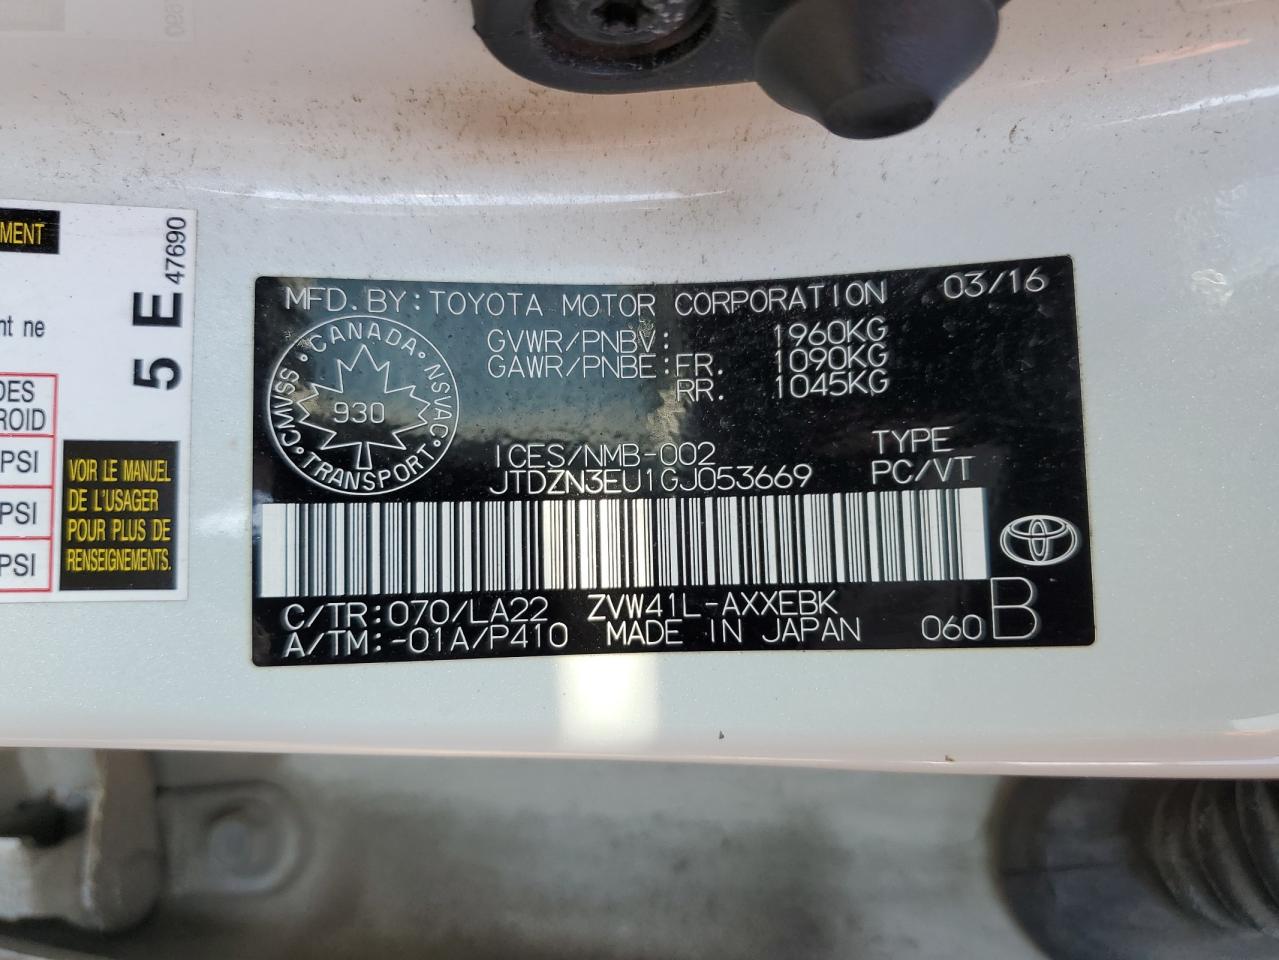 MENT
nt ne
DES
ROID
PSI
PSI
PSI
5 E 47690
VOIR LE MANUEL
DE L'USAGER
POUR PLUS DE
RENSEIGNEMENTS.
MFD. BY: TOYOTA MOTOR CORPORATION 03/16
GVWR/PNBV: 1960KG
GAWR/PNBE: FR. 1090KG
RR. 1045KG
CMVSS · CANADA · NSVAC · TRANSPORT ·
930
ICES/NMB-002 TYPE
JTDZN3EU1GJ053669 PC/VT
C/TR: 070/LA22 ZVW41L-AXXEBK
A/TM: -01A/P410 MADE IN JAPAN 060 B